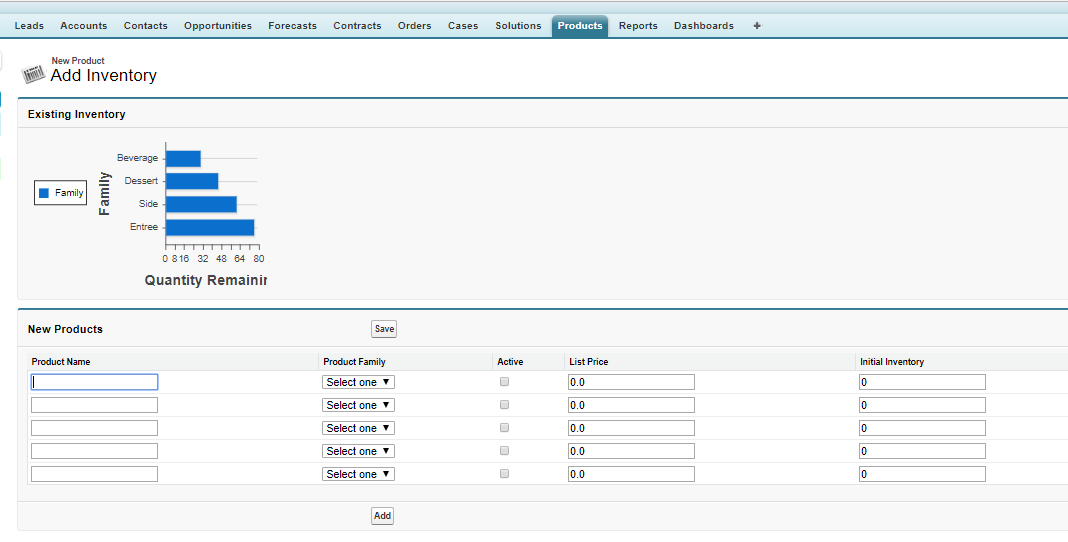 Leads Accounts Contacts Opportunities Forecasts Contracts Orders Cases Solutions Products Reports Dashboards +
New Product
Add Inventory
Existing Inventory
Family
Family
Beverage
Dessert
Side
Entree
0 8 16 32 48 64 80
Quantity Remainin
New Products Save
Product Name Product Family Active List Price Initial Inventory
Select one ▼ 0.0 0
Select one ▼ 0.0 0
Select one ▼ 0.0 0
Select one ▼ 0.0 0
Select one ▼ 0.0 0
Add